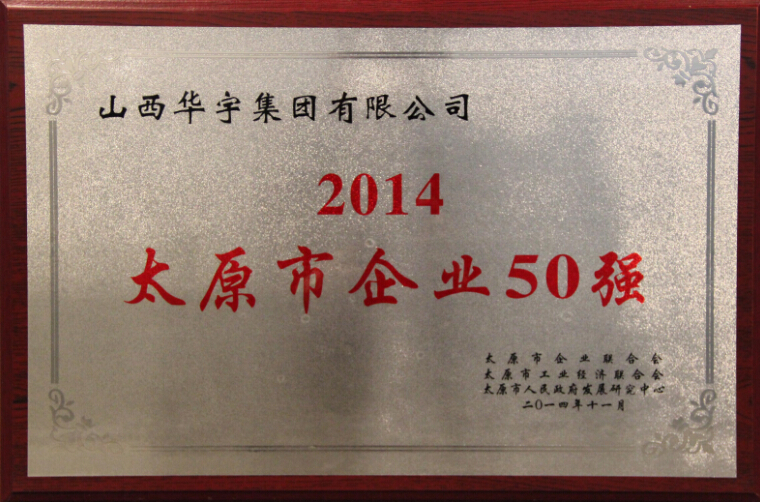 山西华宇集团有限公司
2014
太原市企业50强
太原市企业联合会
太原市工业经济联合会
太原市人民政府发展研究中心
二〇一四年十一月